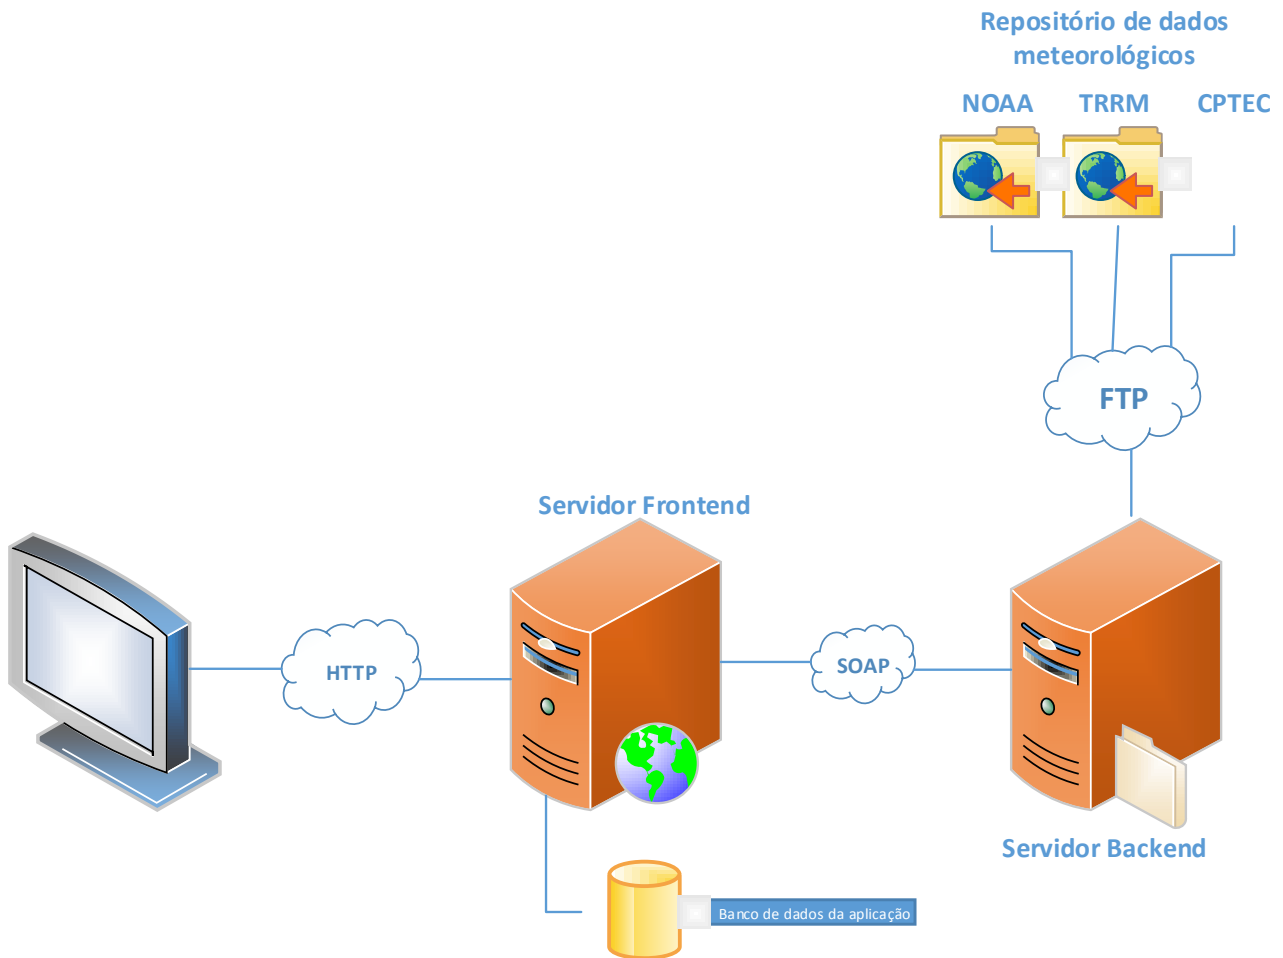 Repositório de dados
meteorológicos
NOAA TRRM CPTEC
FTP
Servidor Frontend
HTTP
SOAP
Servidor Backend
Banco de dados da aplicação